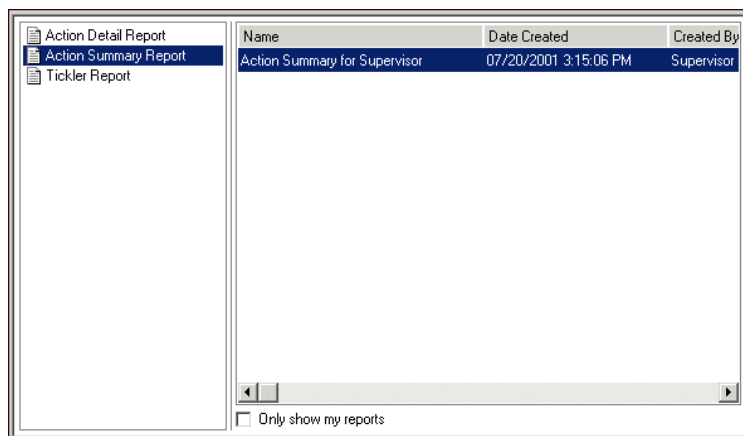 Action Detail Report
Action Summary Report
Tickler Report
Name Date Created Created By
Action Summary for Supervisor 07/20/2001 3:15:06 PM Supervisor
Only show my reports